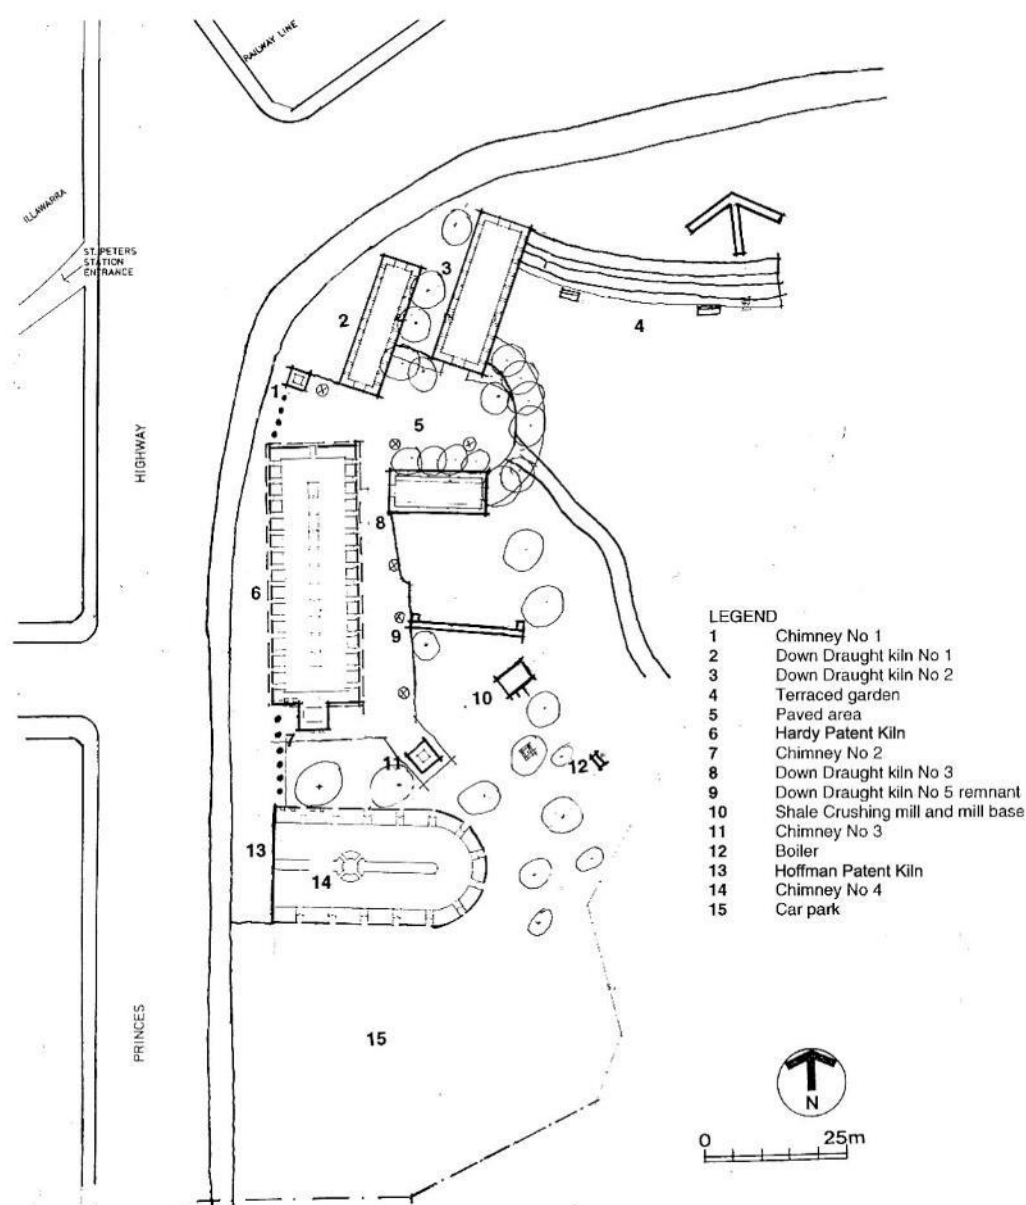 RAILWAY LINE
ILLAWARRA
ST. PETERS
STATION
ENTRANCE
3
2
4
1
5
HIGHWAY
8
6
9
10
7
11
12
13
14
15
PRINCES
LEGEND
1 Chimney No 1
2 Down Draught kiln No 1
3 Down Draught kiln No 2
4 Terraced garden
5 Paved area
6 Hardy Patent Kiln
7 Chimney No 2
8 Down Draught kiln No 3
9 Down Draught kiln No 5 remnant
10 Shale Crushing mill and mill base
11 Chimney No 3
12 Boiler
13 Hoffman Patent Kiln
14 Chimney No 4
15 Car park
N
0 25m